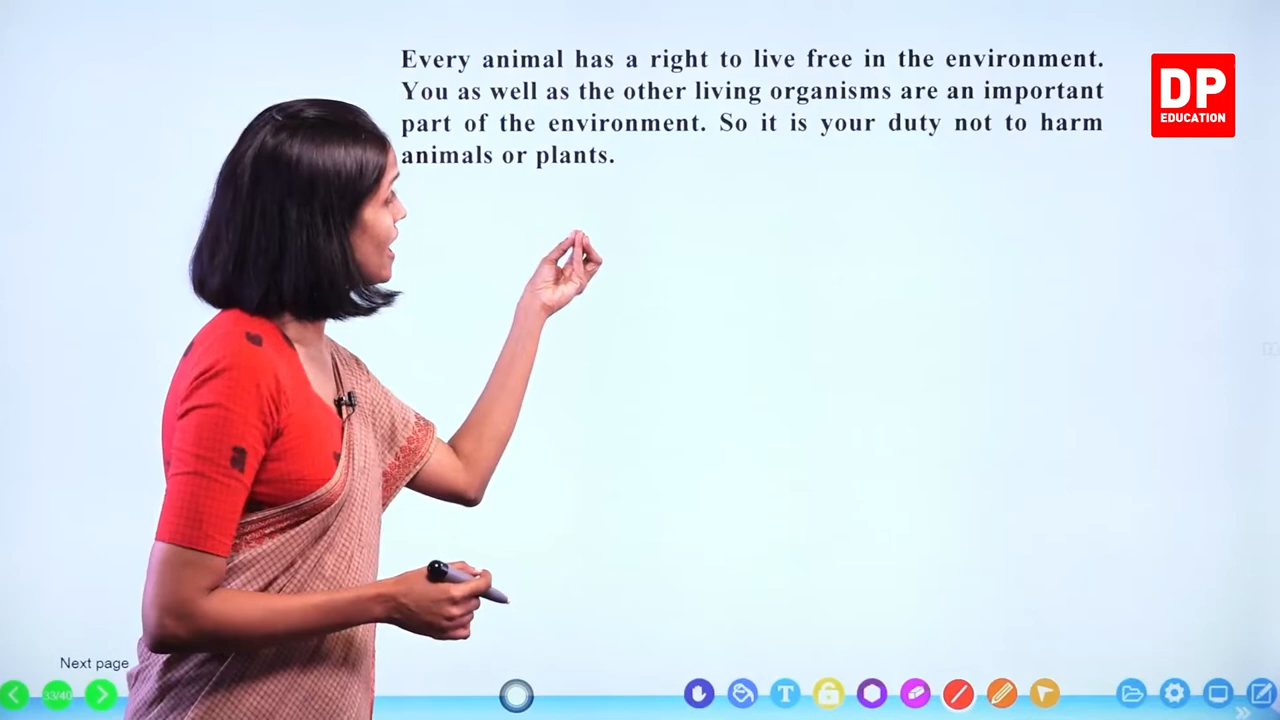 Every animal has a right to live free in the environment.
You as well as the other living organisms are an important
part of the environment. So it is your duty not to harm
animals or plants.
DP
EDUCATION
Next page
33/40
T